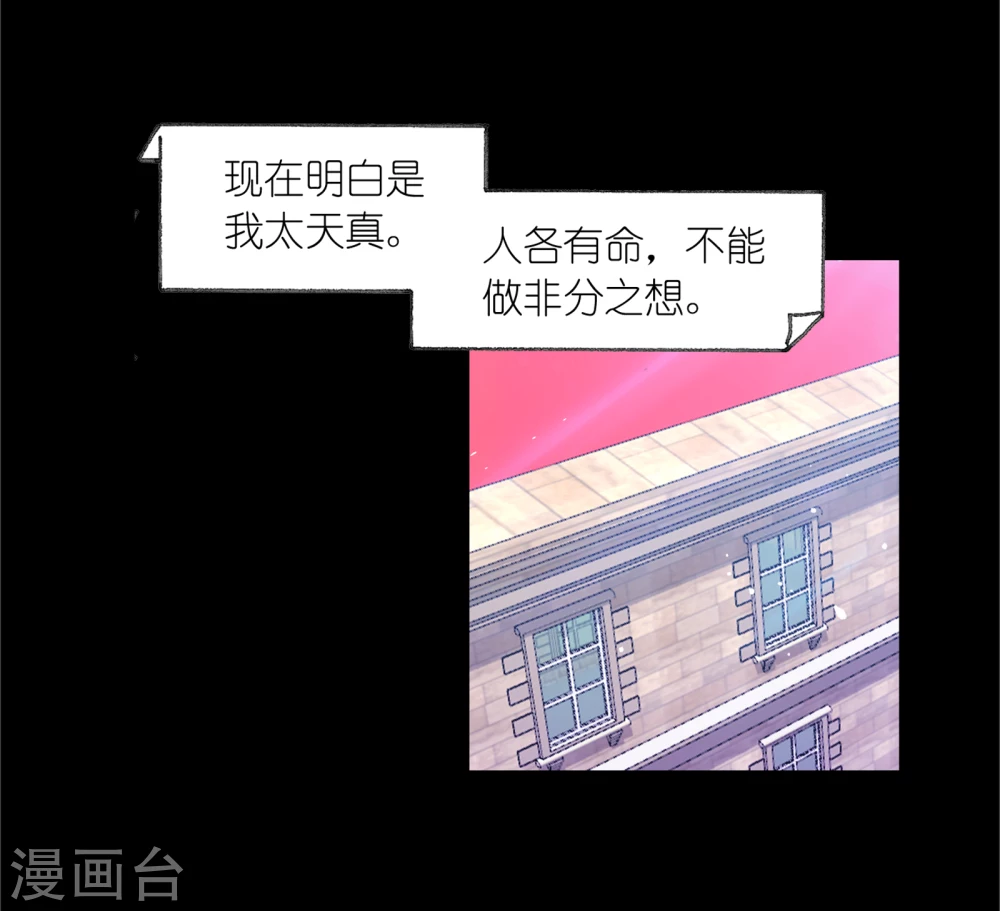 现在明白是
我太天真。
人各有命，不能
做非分之想。
漫画台